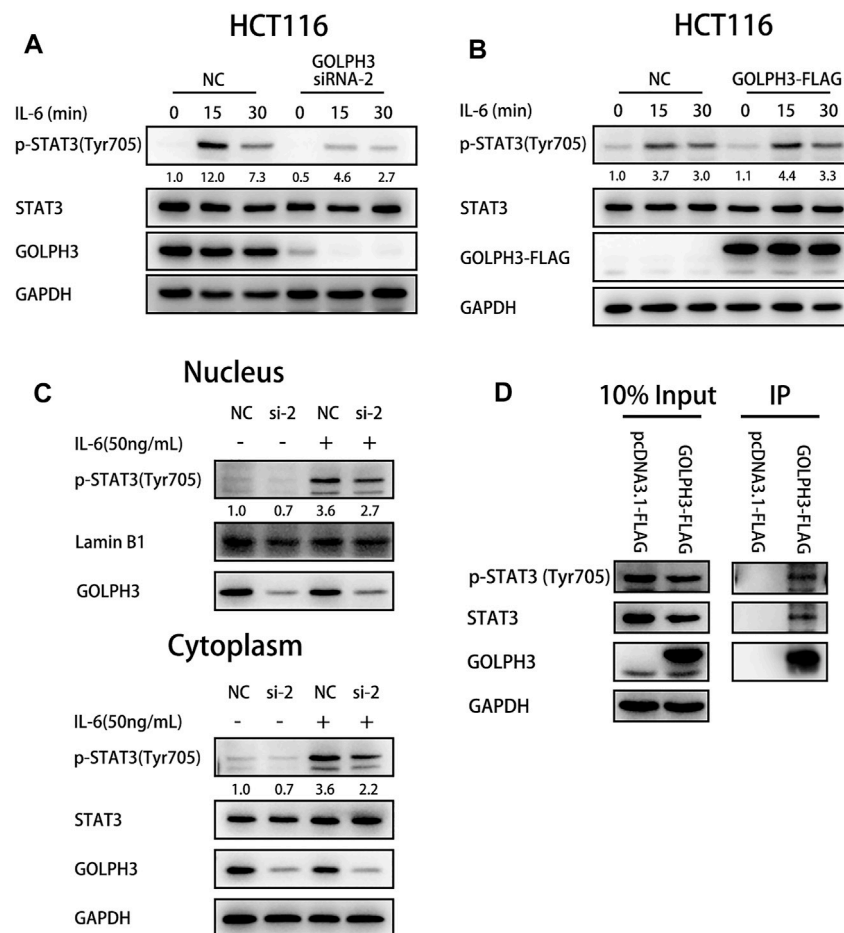 A
HCT116
NC
GOLPH3
siRNA-2
IL-6 (min) 0 15 30 0 15 30
p-STAT3(Tyr705)
1.0 12.0 7.3 0.5 4.6 2.7
STAT3
GOLPH3
GAPDH
B
HCT116
NC GOLPH3-FLAG
IL-6 (min) 0 15 30 0 15 30
p-STAT3(Tyr705)
1.0 3.7 3.0 1.1 4.4 3.3
STAT3
GOLPH3-FLAG
GAPDH
C
Nucleus
NC si-2 NC si-2
IL-6(50ng/mL) - - + +
p-STAT3(Tyr705)
1.0 0.7 3.6 2.7
Lamin B1
GOLPH3
Cytoplasm
NC si-2 NC si-2
IL-6(50ng/mL) - - + +
p-STAT3(Tyr705)
1.0 0.7 3.6 2.2
STAT3
GOLPH3
GAPDH
D
10% Input IP
pcDNA3.1-FLAG
GOLPH3-FLAG
pcDNA3.1-FLAG
GOLPH3-FLAG
p-STAT3 (Tyr705)
STAT3
GOLPH3
GAPDH